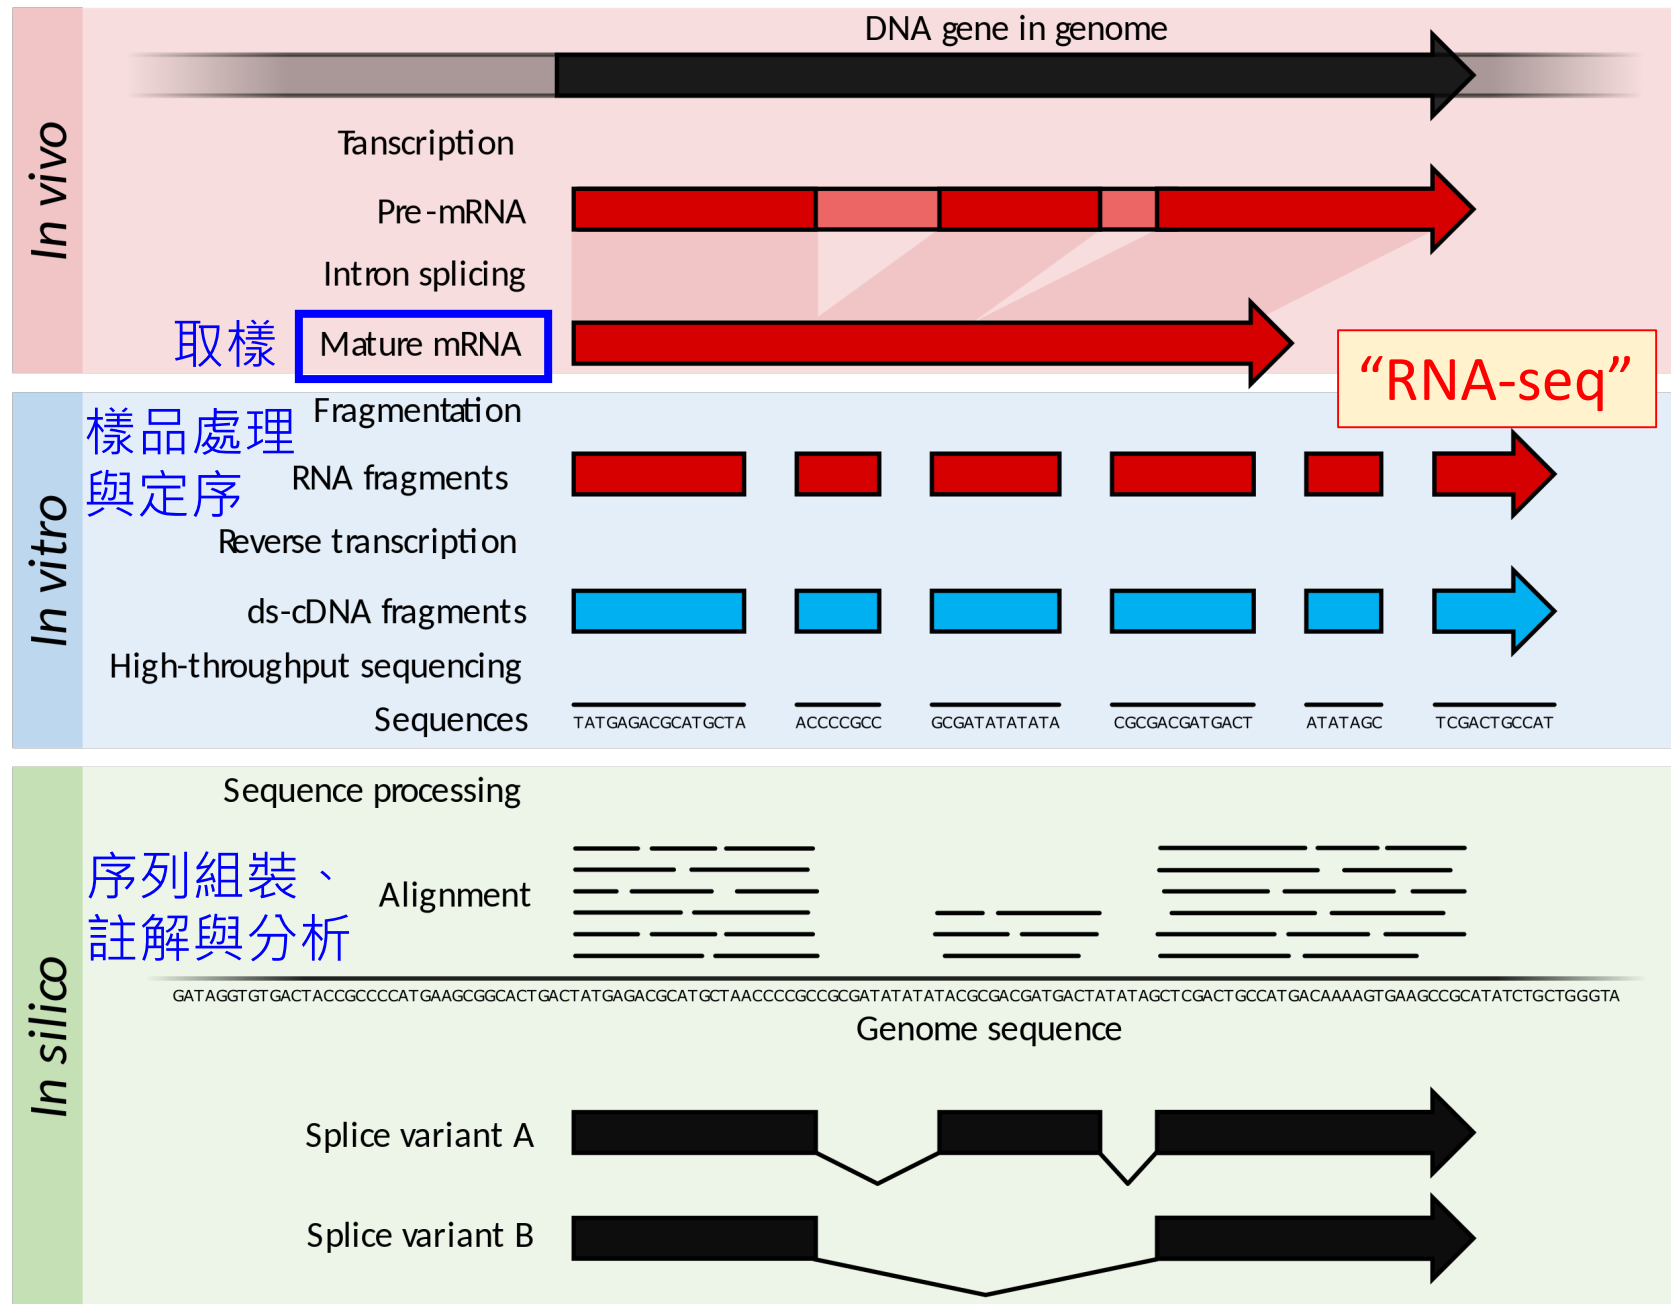 In vivo
DNA gene in genome
Transcription
Pre-mRNA
Intron splicing
取樣
Mature mRNA
“RNA-seq”
In vitro
樣品處理
與定序
Fragmentation
RNA fragments
Reverse transcription
ds-cDNA fragments
High-throughput sequencing
Sequences
TATGAGACGCATGCTA
ACCCCGCC
GCGATATATATA
CGCGACGATGACT
ATATAGC
TCGACTGCCAT
In silico
Sequence processing
序列組裝、
註解與分析
Alignment
GATAGGTGTGACTACCGCCCCATGAAGCGGCACTGACTATGAGACGCATGCTAACCCCGCCGCGATATATATACGCGACGATGACTATATAGCTCGACTGCCATGACAAAAGTGAAGCCGCATATCTGCTGGGTA
Genome sequence
Splice variant A
Splice variant B